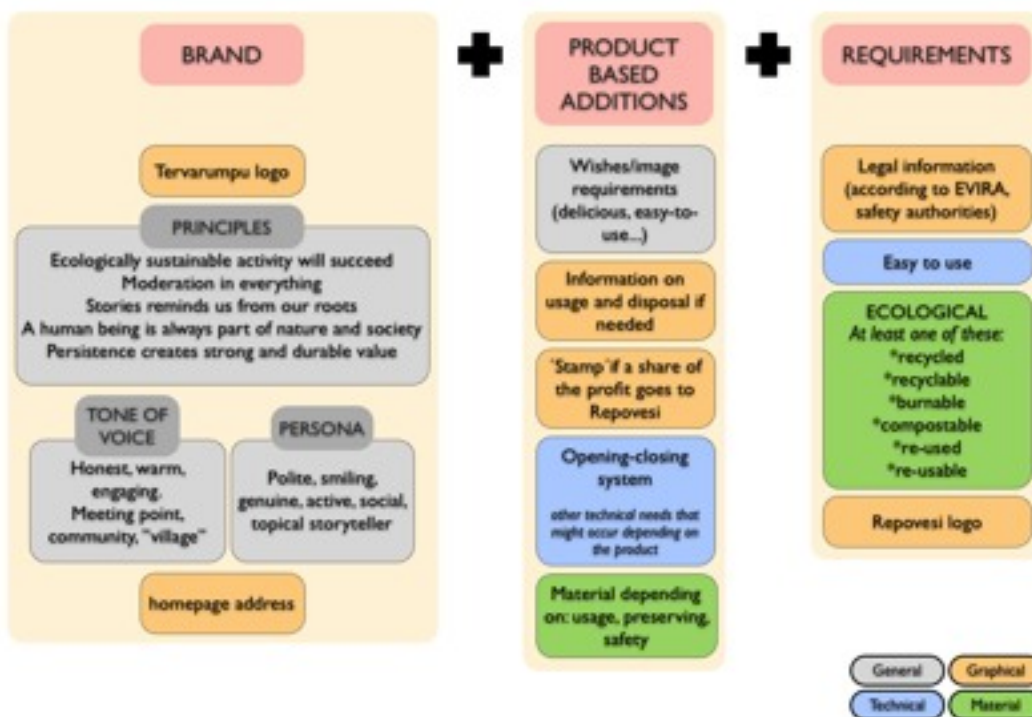 BRAND
Tervarumpu logo
PRINCIPLES
Ecologically sustainable activity will succeed
Moderation in everything
Stories reminds us from our roots
A human being is always part of nature and society
Persistence creates strong and durable value
TONE OF
VOICE
Honest, warm,
engaging.
Meeting point,
community, "village"
PERSONA
Polite, smiling,
genuine, active, social,
topical storyteller
homepage address
PRODUCT
BASED
ADDITIONS
Wishes/image
requirements
(delicious, easy-to-
use...)
Information on
usage and disposal if
needed
'Stamp' if a share of
the profit goes to
Repovesi
Opening-closing
system
other technical needs that
might occur depending on
the product
Material depending
on: usage, preserving,
safety
REQUIREMENTS
Legal information
(according to EVIRA,
safety authorities)
Easy to use
ECOLOGICAL
At least one of these:
*recycled
*recyclable
*burnable
*compostable
*re-used
*re-usable
Repovesi logo
General
Graphical
Technical
Material